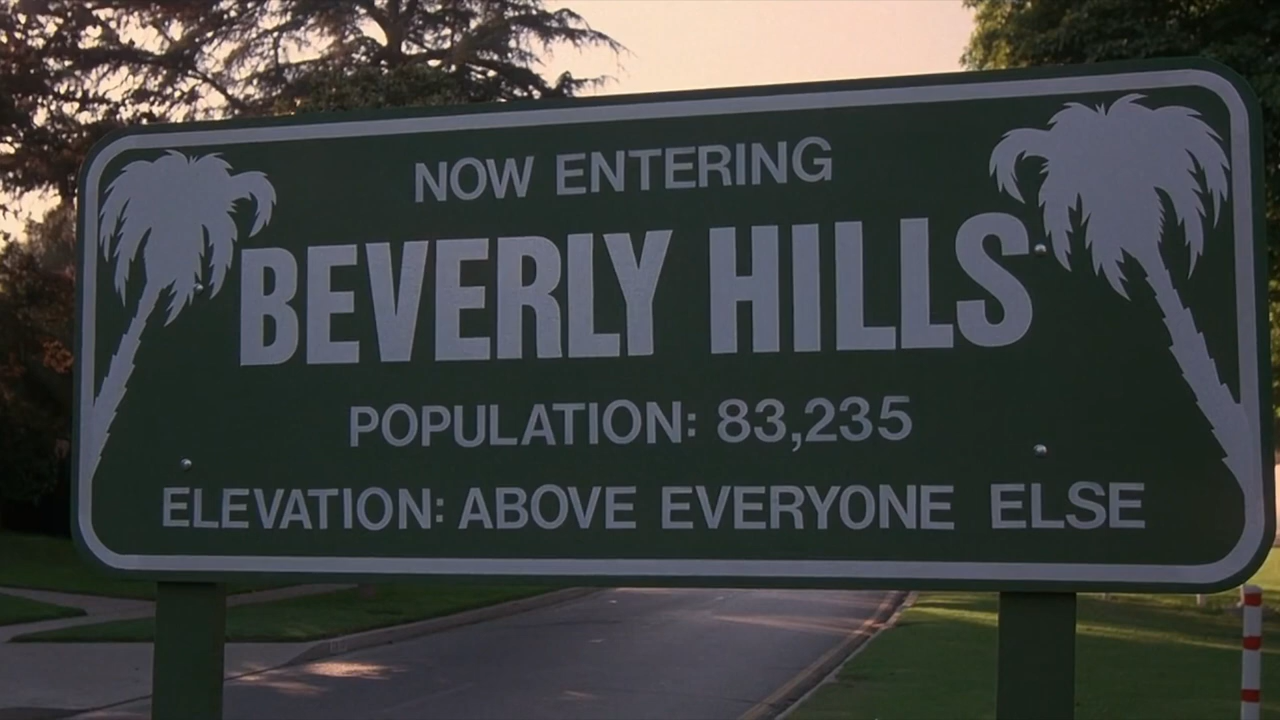 NOW ENTERING
BEVERLY HILLS
POPULATION: 83,235
ELEVATION: ABOVE EVERYONE ELSE